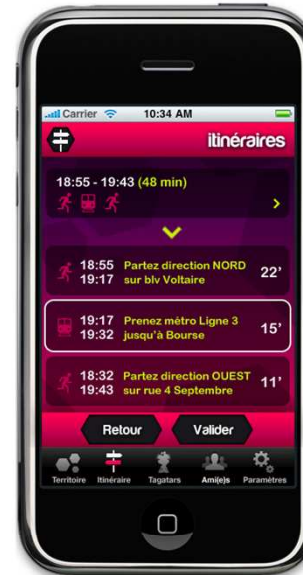 Carrier 10:34 AM
itinéraires
18:55 - 19:43 (48 min)
18:55 Partez direction NORD
19:17 sur blv Voltaire 22'
19:17 Prenez métro Ligne 3
19:32 jusqu'à Bourse 15'
18:32 Partez direction OUEST
19:43 sur rue 4 Septembre 11'
Retour Valider
Territoire Itinéraire Tagatars Ami(e)s Paramètres